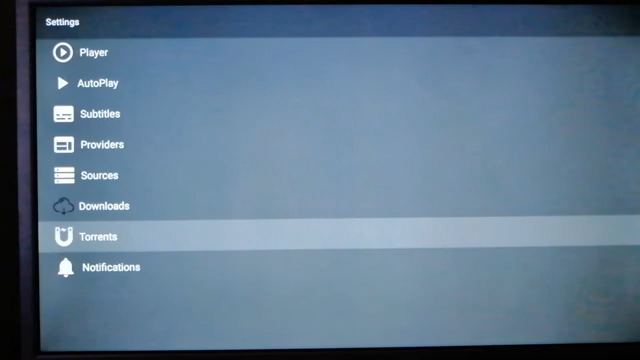 Settings
Player
AutoPlay
Subtitles
Providers
Sources
Downloads
Torrents
Notifications